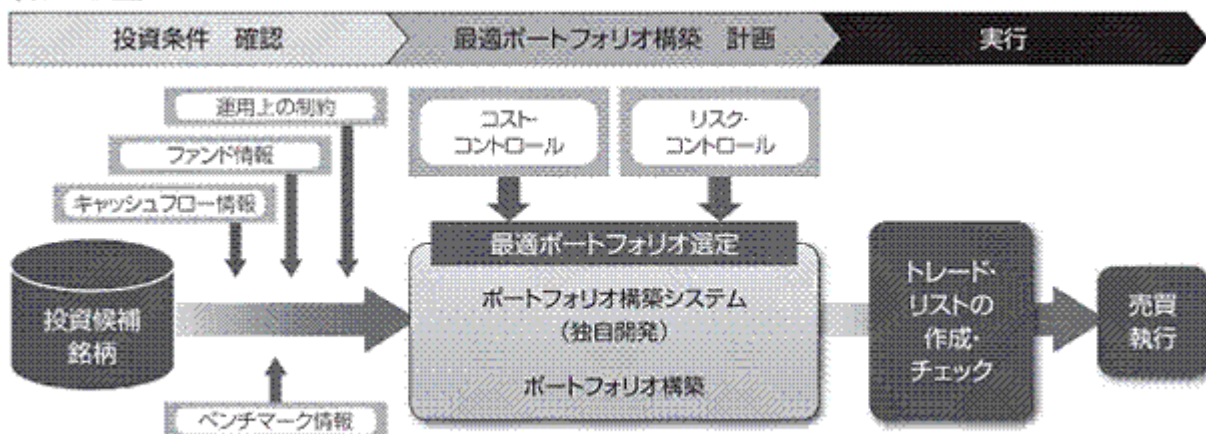 投資条件 確認
最適ポートフォリオ構築 計画
実行
運用上の制約
ファンド情報
キャッシュフロー情報
コスト・
コントロール
リスク・
コントロール
投資候補
銘柄
ベンチマーク情報
最適ポートフォリオ選定
ポートフォリオ構築システム
(独自開発)
ポートフォリオ構築
トレード・
リストの
作成・
チェック
売買
執行